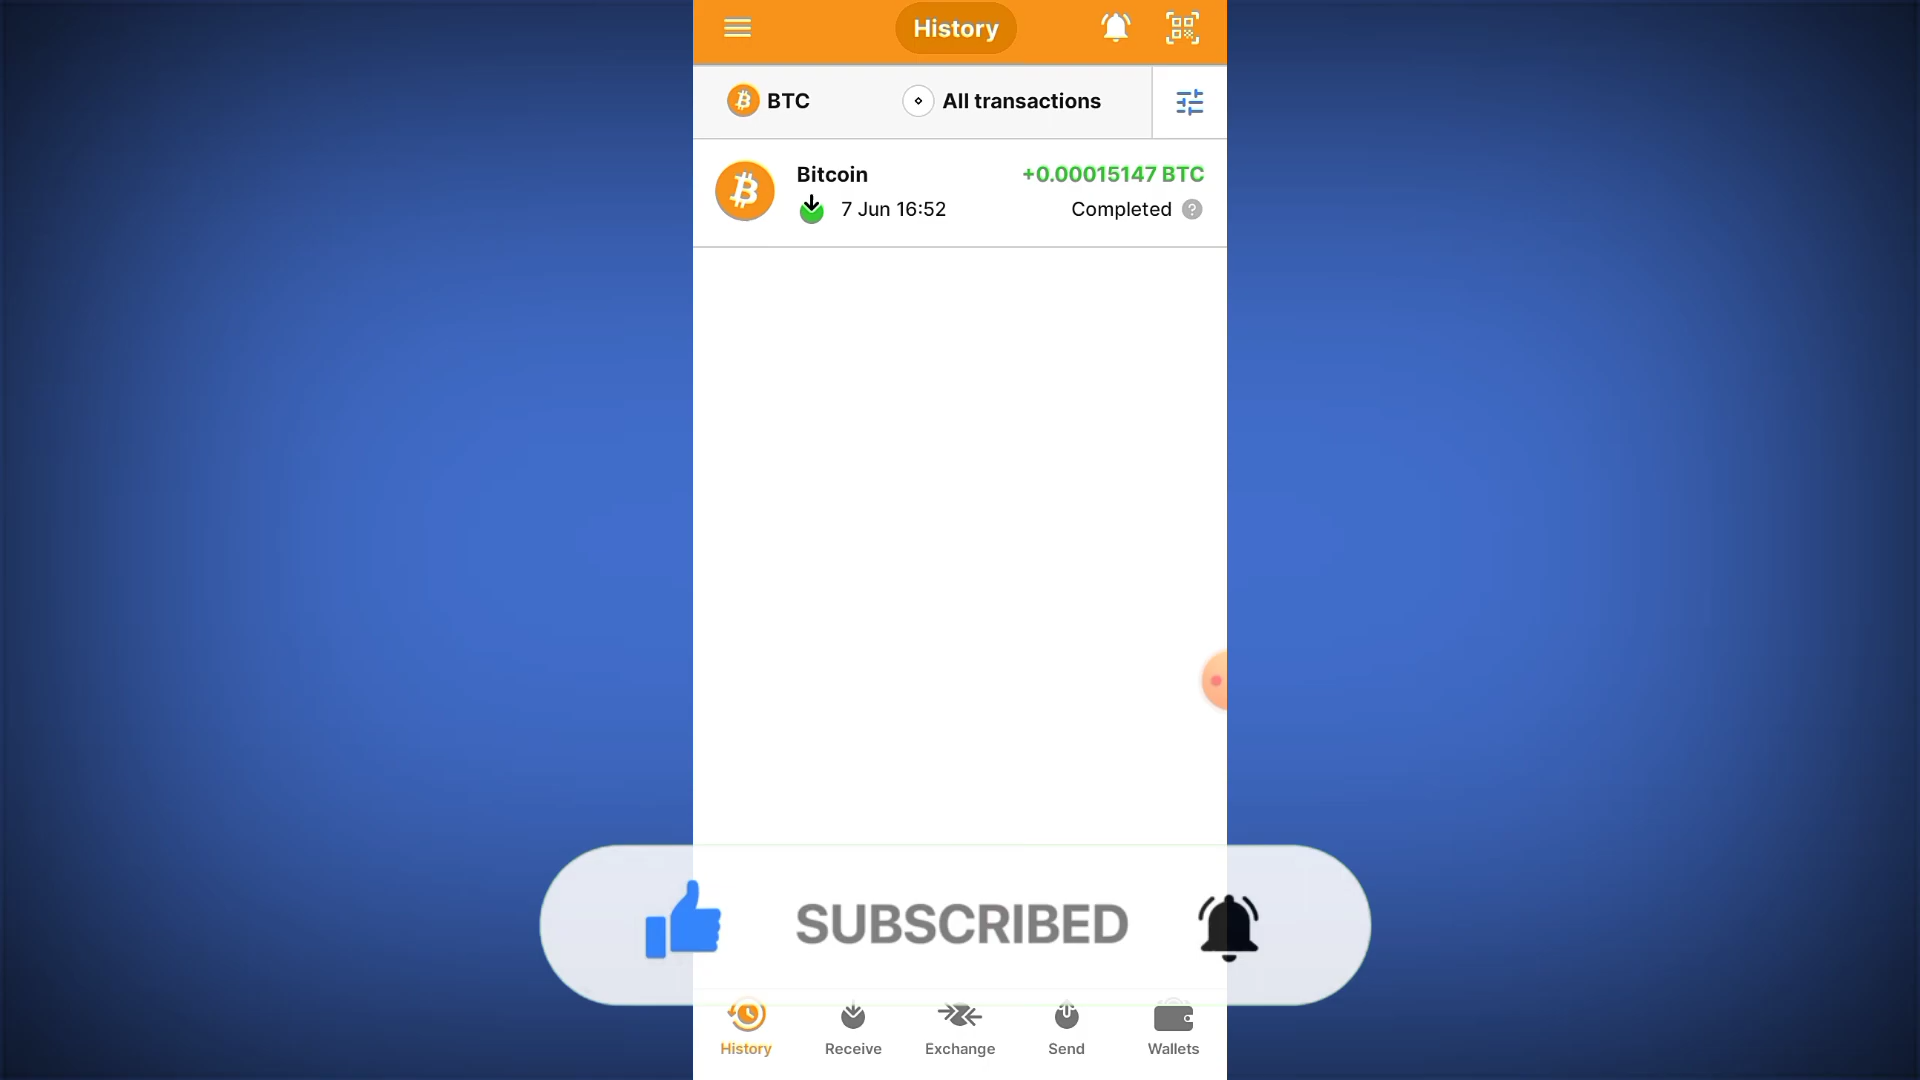 History
BTC
All transactions
Bitcoin
+0.00015147 BTC
7 Jun 16:52
Completed ?
SUBSCRIBED
History
Receive
Exchange
Send
Wallets